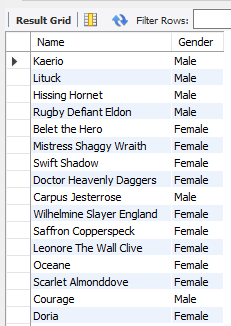 Result Grid Filter Rows:
Name Gender
Kaerio Male
Lituck Male
Hissing Hornet Male
Rugby Defiant Eldon Male
Belet the Hero Female
Mistress Shaggy Wraith Female
Swift Shadow Female
Doctor Heavenly Daggers Female
Carpus Jesterrose Male
Wilhelmine Slayer England Female
Saffron Copperspeck Female
Leonore The Wall Clive Female
Oceane Female
Scarlet Almonddove Female
Courage Male
Doria Female